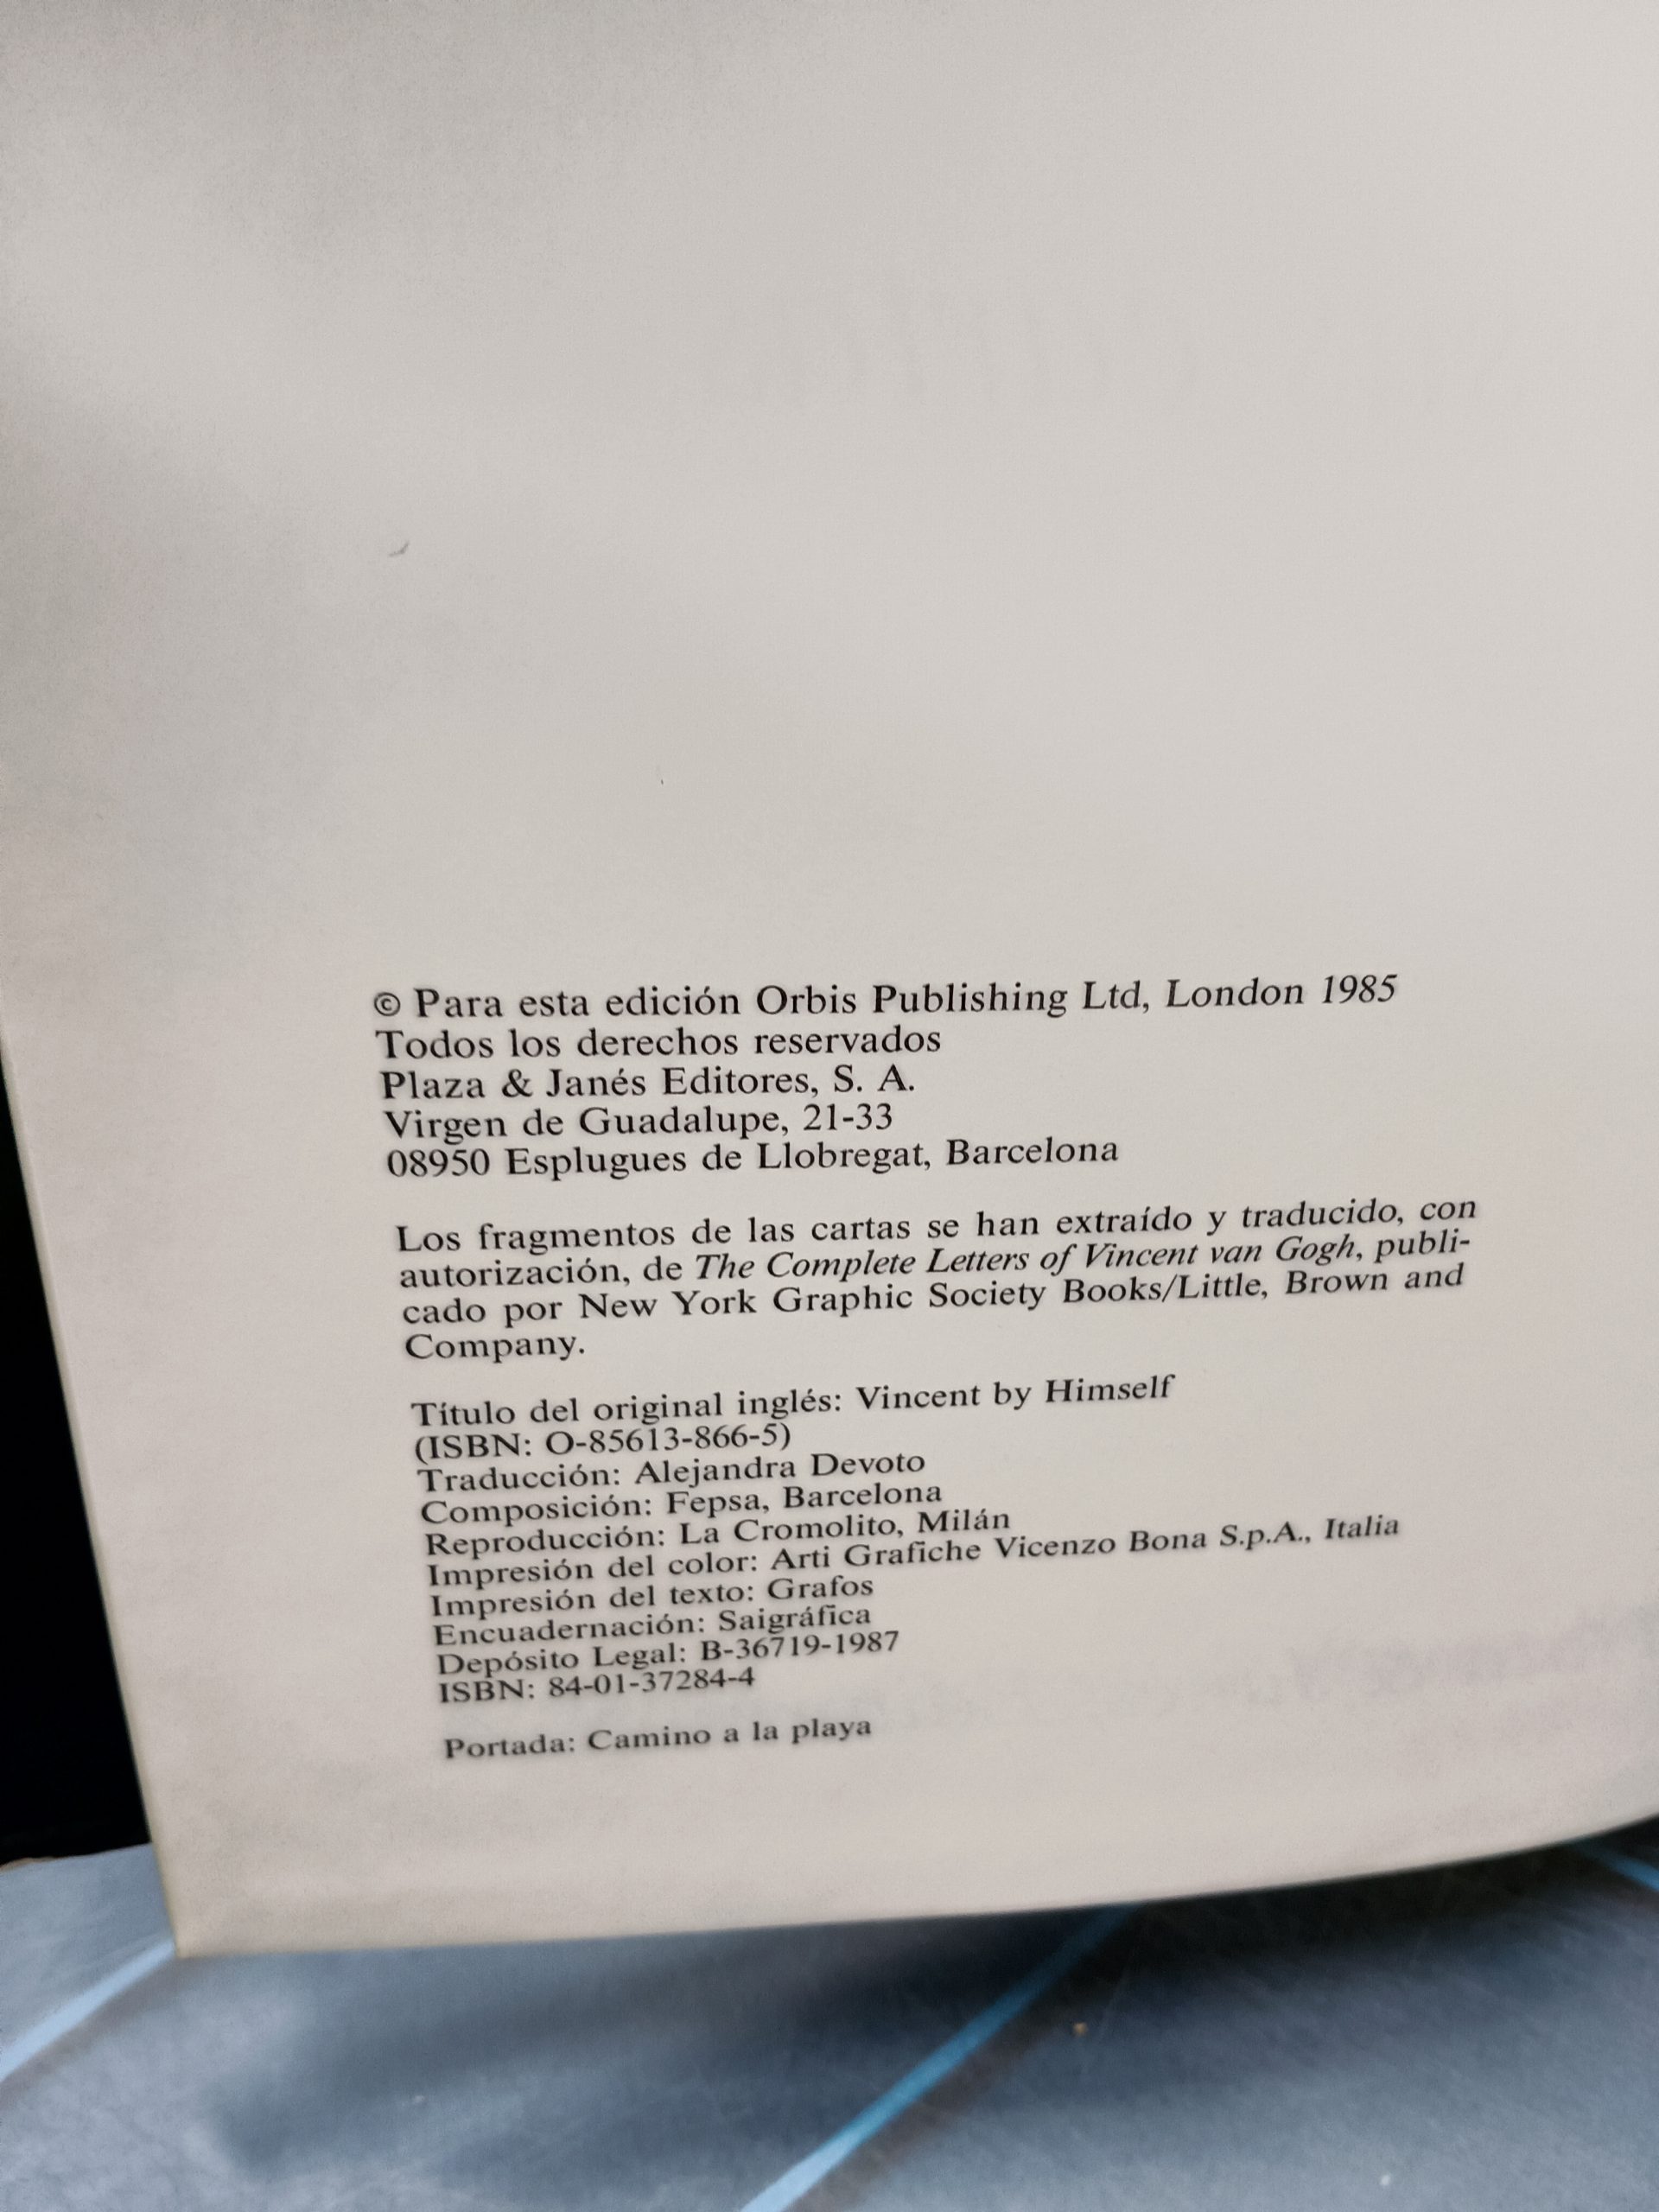 © Para esta edición Orbis Publishing Ltd, London 1985
Todos los derechos reservados
Plaza & Janés Editores, S. A.
Virgen de Guadalupe, 21-33
08950 Esplugues de Llobregat, Barcelona
Los fragmentos de las cartas se han extraído y traducido, con
autorización, de The Complete Letters of Vincent van Gogh, publi-
cado por New York Graphic Society Books/Little, Brown and
Company.
Título del original inglés: Vincent by Himself
(ISBN: O-85613-866-5)
Traducción: Alejandra Devoto
Composición: Fepsa, Barcelona
Reproducción: La Cromolito, Milán
Impresión del color: Arti Grafiche Vicenzo Bona S.p.A., Italia
Impresión del texto: Grafos
Encuadernación: Saigráfica
Depósito Legal: B-36719-1987
ISBN: 84-01-37284-4
Portada: Camino a la playa